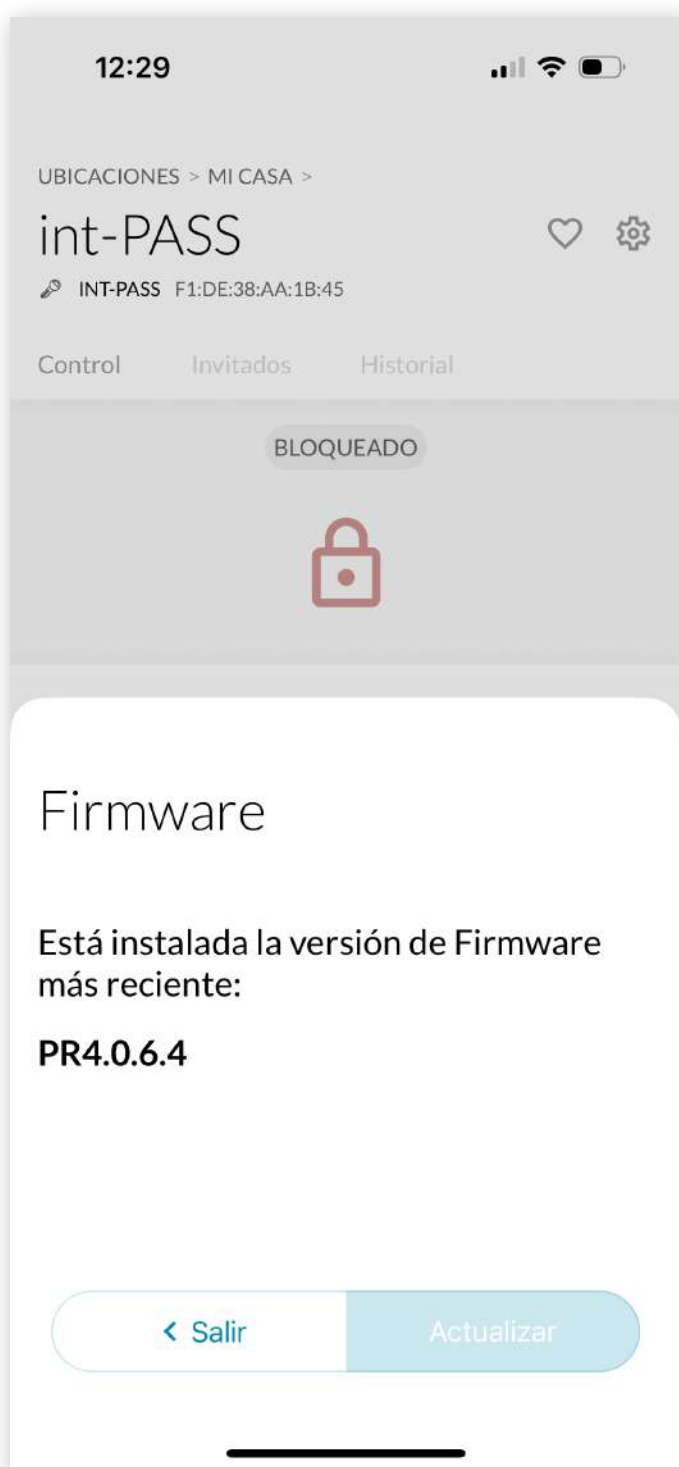 12:29
UBICACIONES > MI CASA >
int-PASS
INT-PASS F1:DE:38:AA:1B:45
Control Invitados Historial
BLOQUEADO
Firmware
Está instalada la versión de Firmware
más reciente:
PR4.0.6.4
< Salir Actualizar